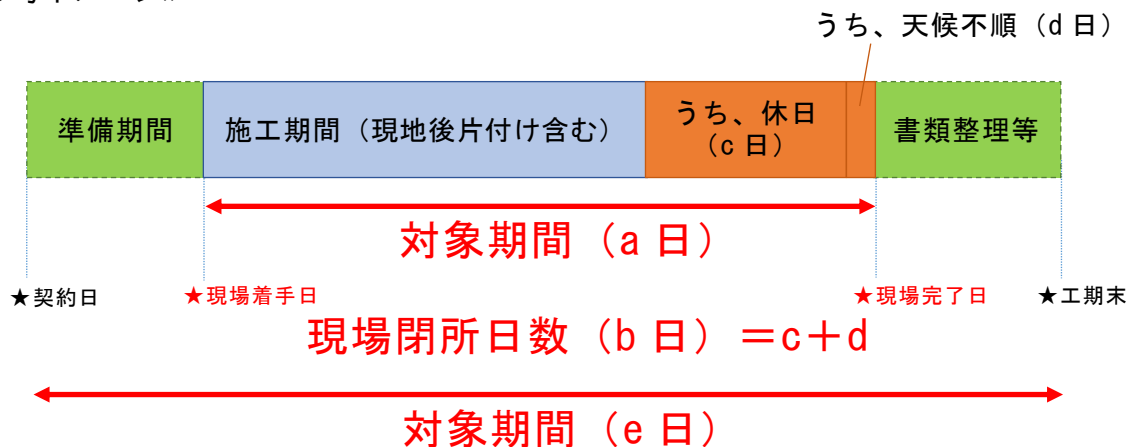 うち、天候不順（d 日）
準備期間
施工期間（現地後片付け含む）
うち、休日
（c 日）
書類整理等
対象期間（a 日）
★契約日
★現場着手日
★現場完了日
★工期末
現場閉所日数（b 日）＝c＋d
対象期間（e 日）